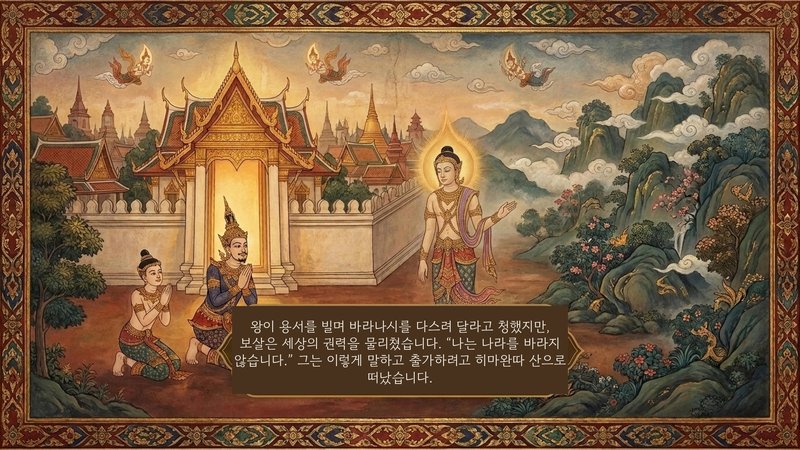 왕이 용서를 빌며 바라나시를 다스려 달라고 청했지만,
보살은 세상의 권력을 물리쳤습니다. “나는 나라를 바라지
않습니다.” 그는 이렇게 말하고 출가하려고 히마완따 산으로
떠났습니다.